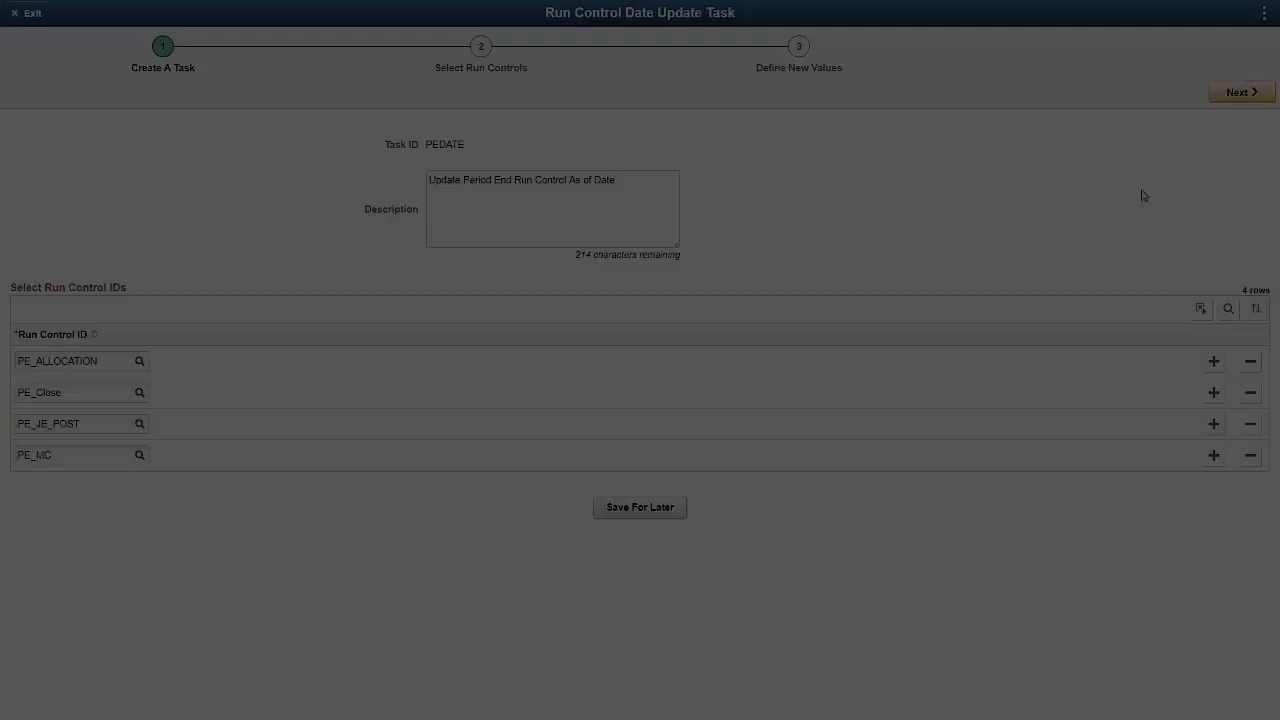 × Exit
Run Control Date Update Task
1
2
3
Create A Task
Select Run Controls
Define New Values
Next
Task ID PEDATE
Description
Update Period End Run Control As of Date
214 characters remaining
Select Run Control IDs
4 rows
*Run Control ID
PE_ALLOCATION
PE_Close
PE_JE_POST
PE_MC
Save For Later